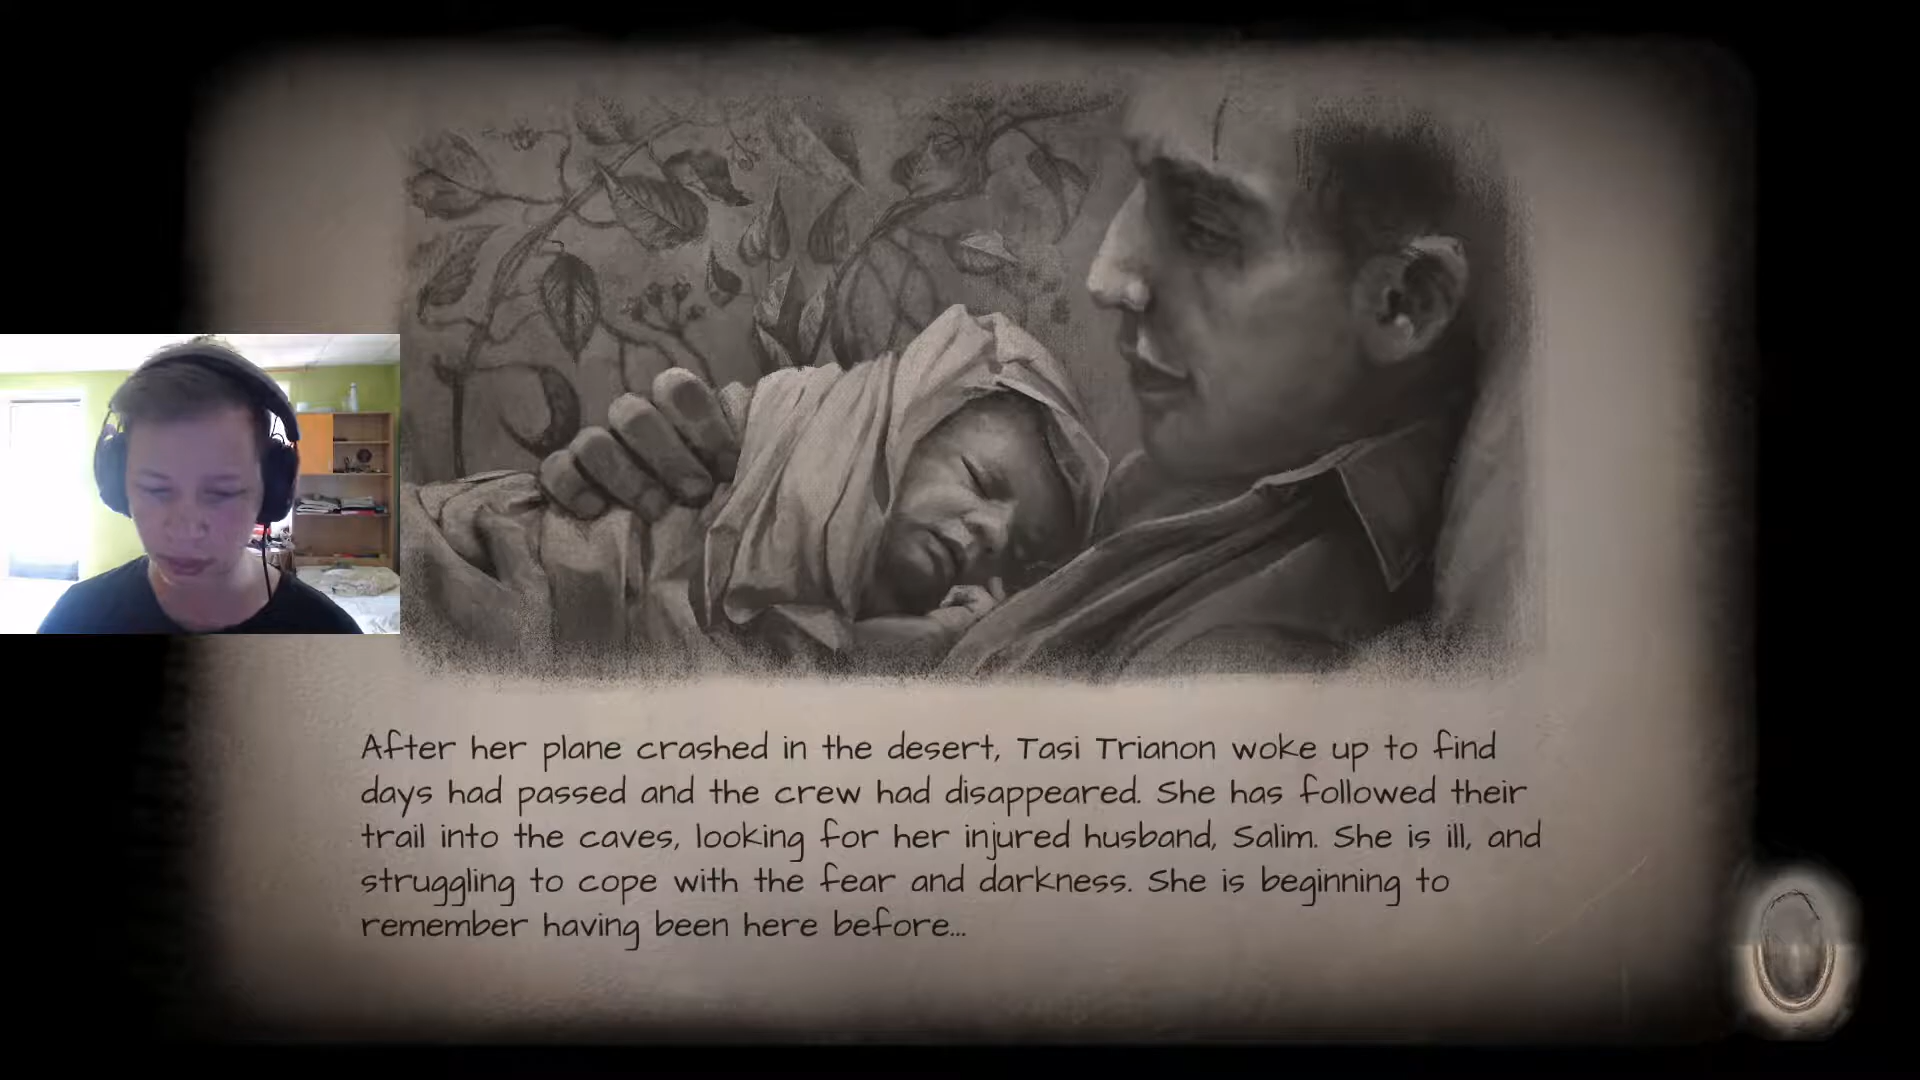 After her plane crashed in the desert, Tasi Trianon woke up to find
days had passed and the crew had disappeared. She has followed their
trail into the caves, looking for her injured husband, Salim. She is ill, and
struggling to cope with the fear and darkness. She is beginning to
remember having been here before...